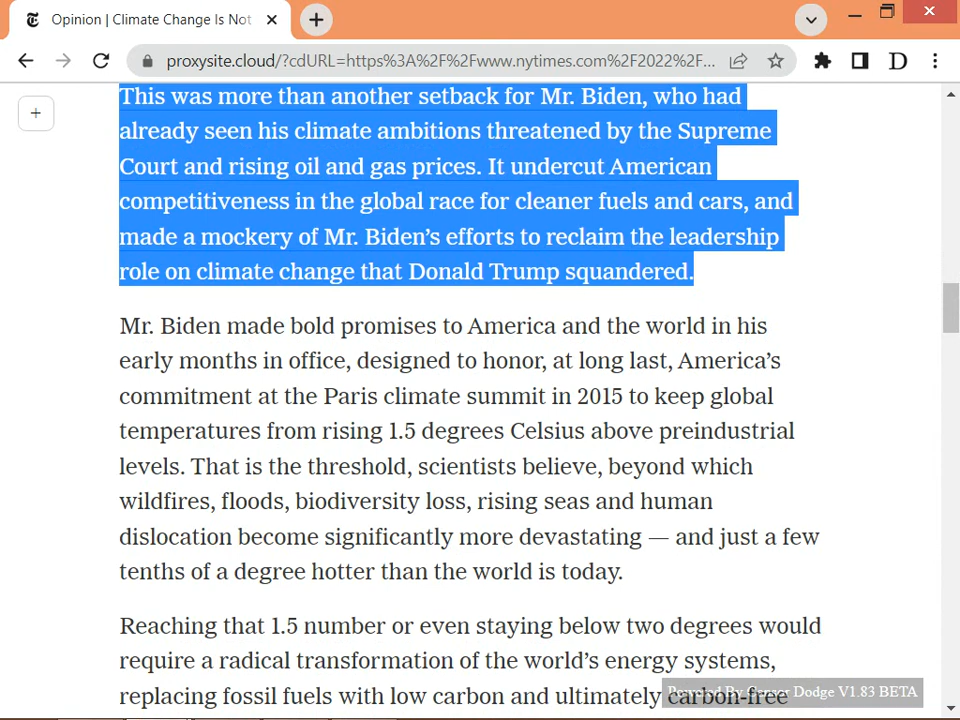 Opinion | Climate Change Is Not
proxysite.cloud/?cdURL=https%3A%2F%2Fwww.nytimes.com%2F2022%2F...
This was more than another setback for Mr. Biden, who had
already seen his climate ambitions threatened by the Supreme
Court and rising oil and gas prices. It undercut American
competitiveness in the global race for cleaner fuels and cars, and
made a mockery of Mr. Biden’s efforts to reclaim the leadership
role on climate change that Donald Trump squandered.
Mr. Biden made bold promises to America and the world in his
early months in office, designed to honor, at long last, America’s
commitment at the Paris climate summit in 2015 to keep global
temperatures from rising 1.5 degrees Celsius above preindustrial
levels. That is the threshold, scientists believe, beyond which
wildfires, floods, biodiversity loss, rising seas and human
dislocation become significantly more devastating — and just a few
tenths of a degree hotter than the world is today.
Reaching that 1.5 number or even staying below two degrees would
require a radical transformation of the world’s energy systems,
replacing fossil fuels with low carbon and ultimately carbon-free
Powered By Censor Dodge V1.83 BETA